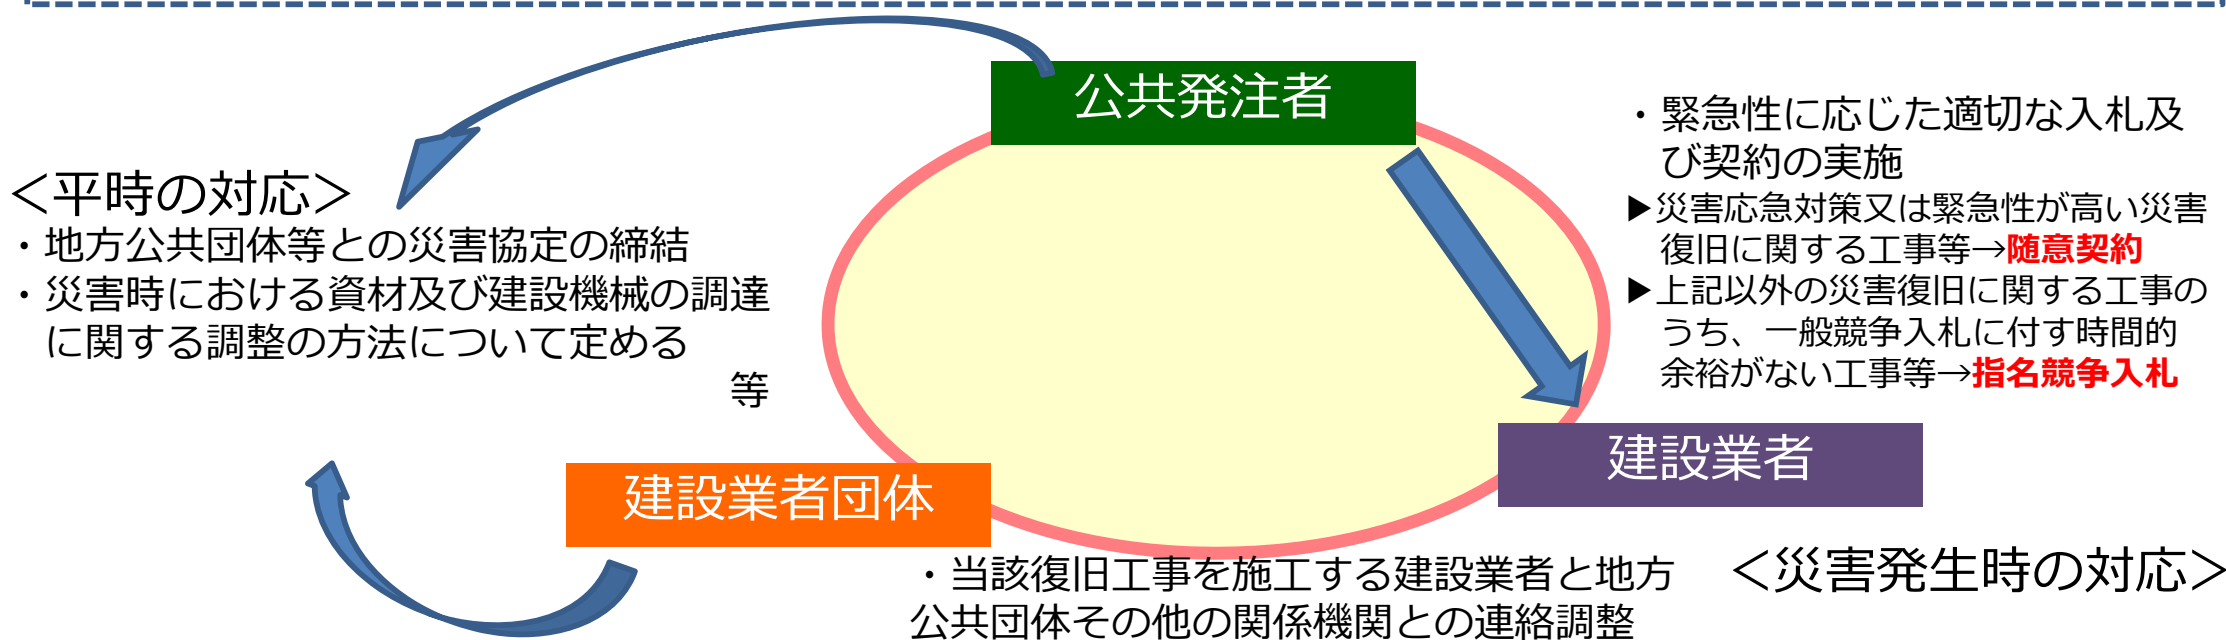 公共発注者
・緊急性に応じた適切な入札及
び契約の実施
▶災害応急対策又は緊急性が高い災害
復旧に関する工事等→随意契約
▶上記以外の災害復旧に関する工事の
うち、一般競争入札に付す時間的
余裕がない工事等→指名競争入札
＜平時の対応＞
・地方公共団体等との災害協定の締結
・災害時における資材及び建設機械の調達
に関する調整の方法について定める
等
建設業者
建設業者団体
＜災害発生時の対応＞
・当該復旧工事を施工する建設業者と地方
公共団体その他の関係機関との連絡調整